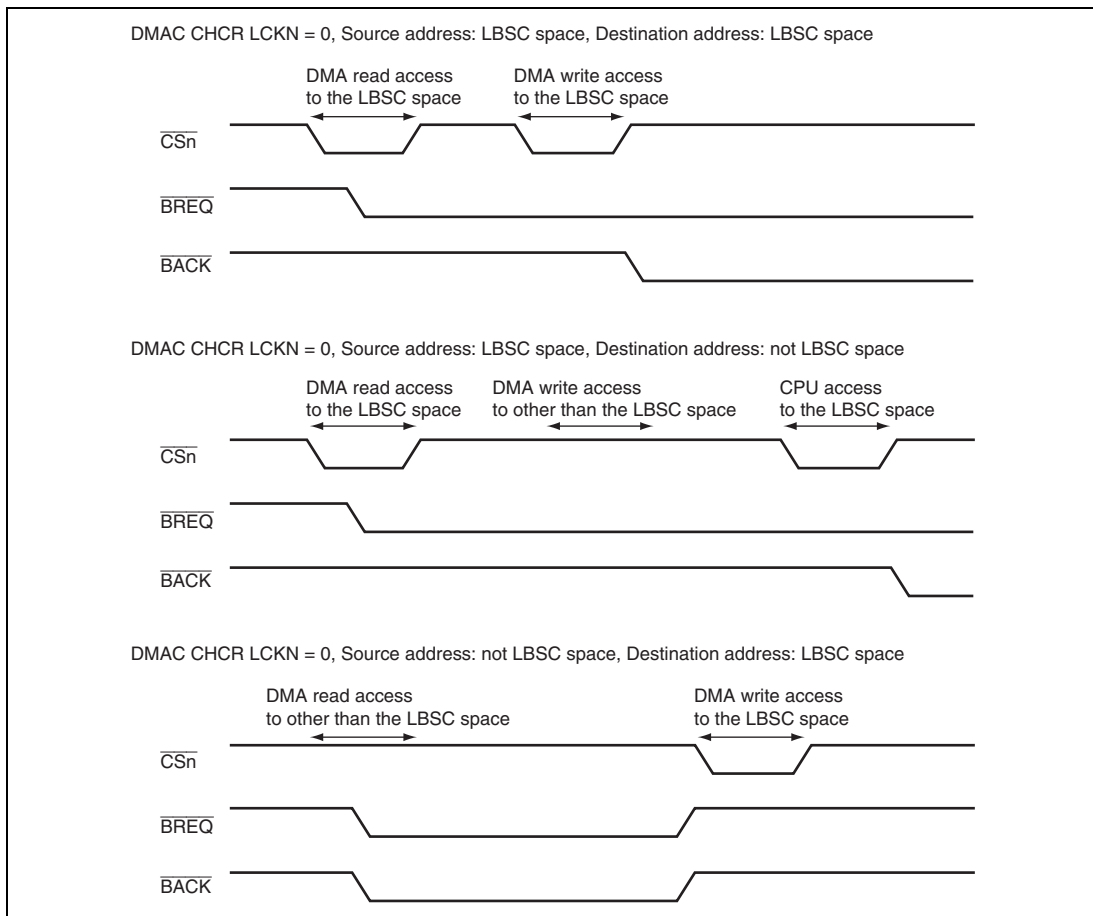 DMAC CHCR LCKN = 0, Source address: LBSC space, Destination address: LBSC space
DMA read access
to the LBSC space
DMA write access
to the LBSC space
CSn
BREQ
BACK
DMAC CHCR LCKN = 0, Source address: LBSC space, Destination address: not LBSC space
DMA read access
to the LBSC space
DMA write access
to other than the LBSC space
CPU access
to the LBSC space
CSn
BREQ
BACK
DMAC CHCR LCKN = 0, Source address: not LBSC space, Destination address: LBSC space
DMA read access
to other than the LBSC space
DMA write access
to the LBSC space
CSn
BREQ
BACK